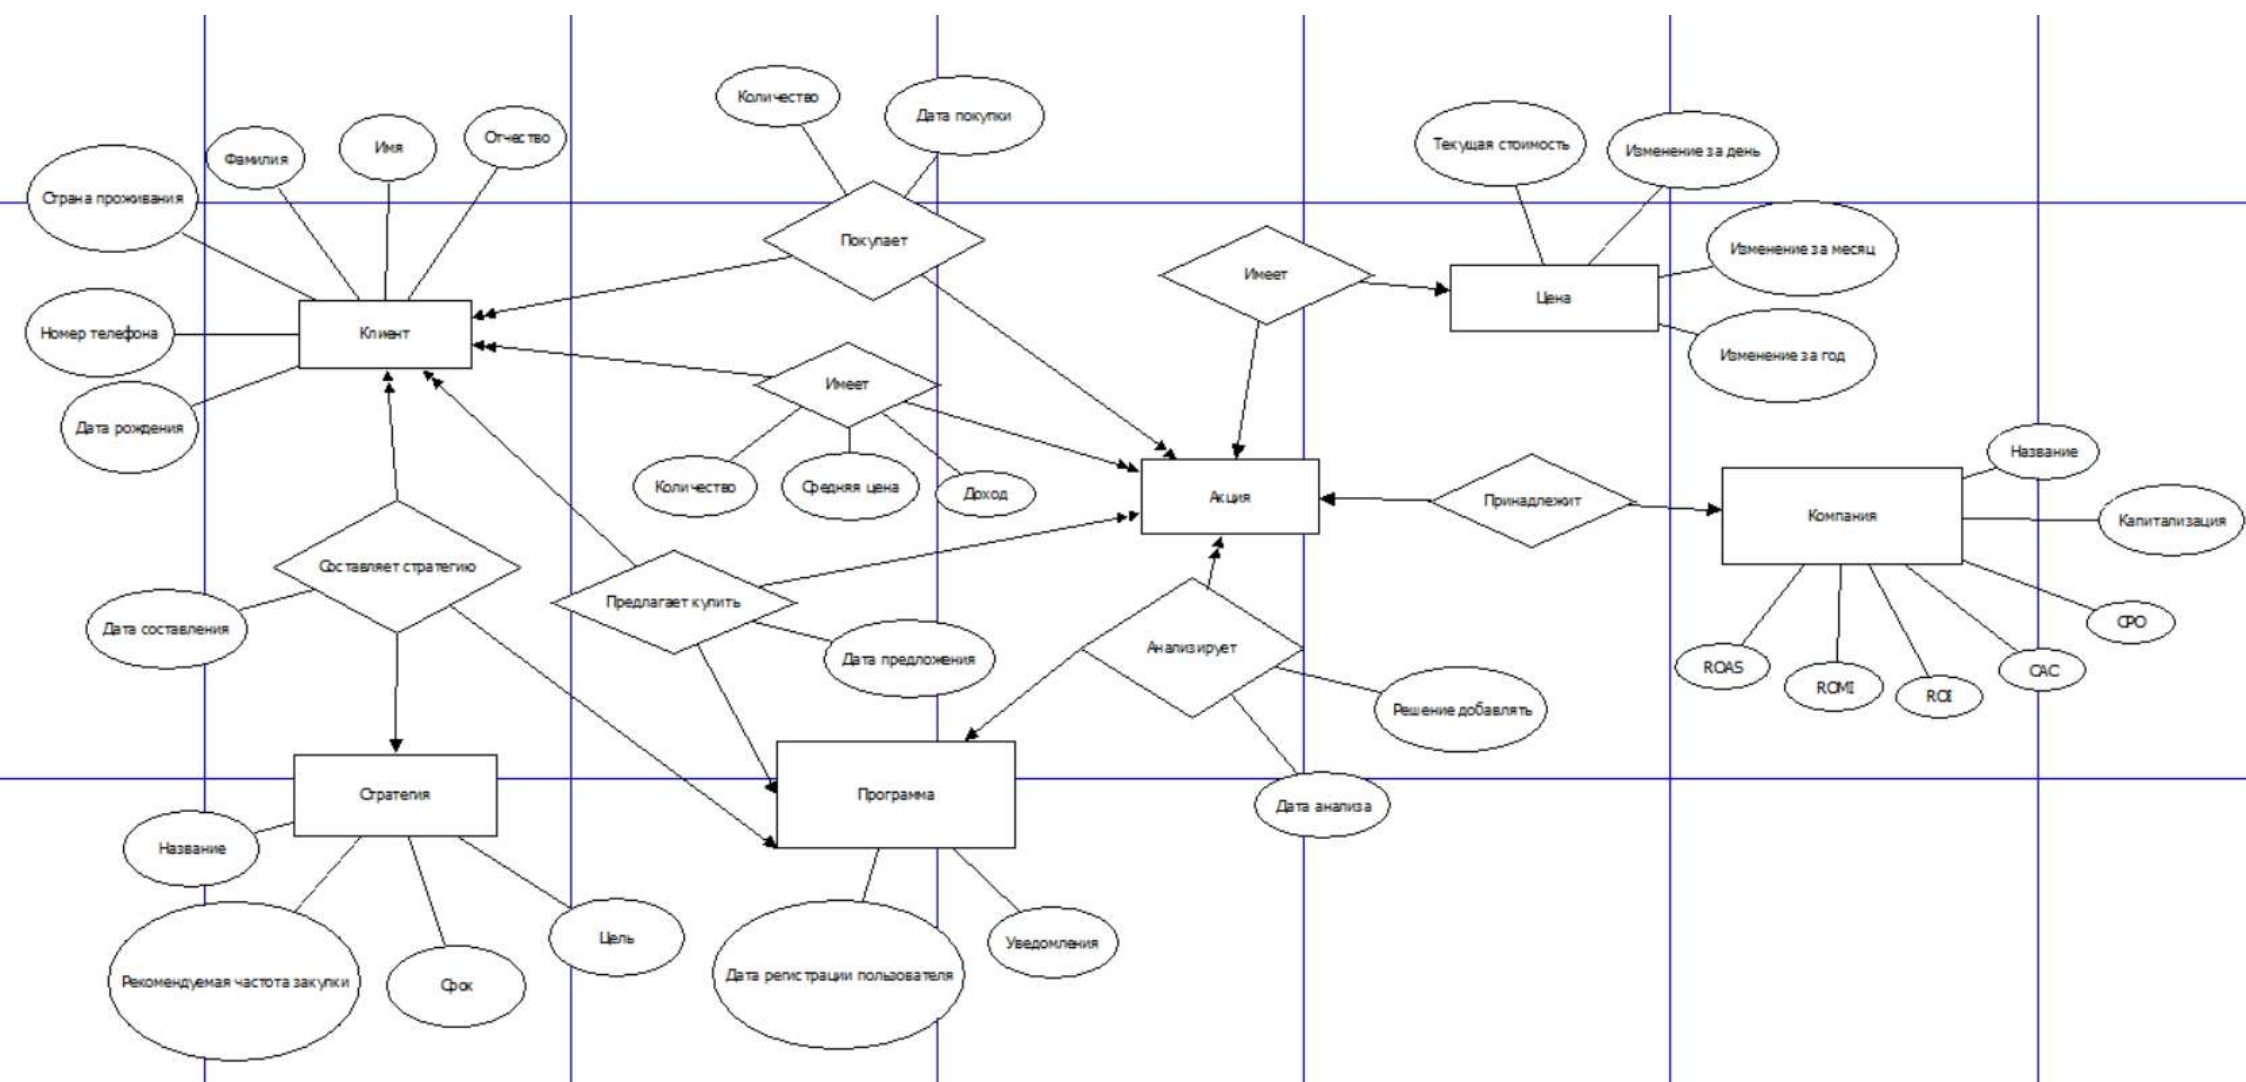 Количество
Дата покупки
Отчество
Имя
Фамилия
Текущая стоимость
Изменение за день
Страна проживания
Покупает
Изменение за месяц
Имеет
Цена
Номер телефона
Клиент
Изменение за год
Имеет
Дата рождения
Название
Количество
Средняя цена
Доход
Акция
Принадлежит
Компания
Капитализация
Составляет стратегию
Предлагает купить
CPO
Дата составления
Анализирует
Дата предложения
ROAS
ROMI
ROI
CAC
Решение добавлять
Стратегия
Программа
Дата анализа
Название
Цель
Уведомления
Рекомендуемая частота закупки
Срок
Дата регистрации пользователя